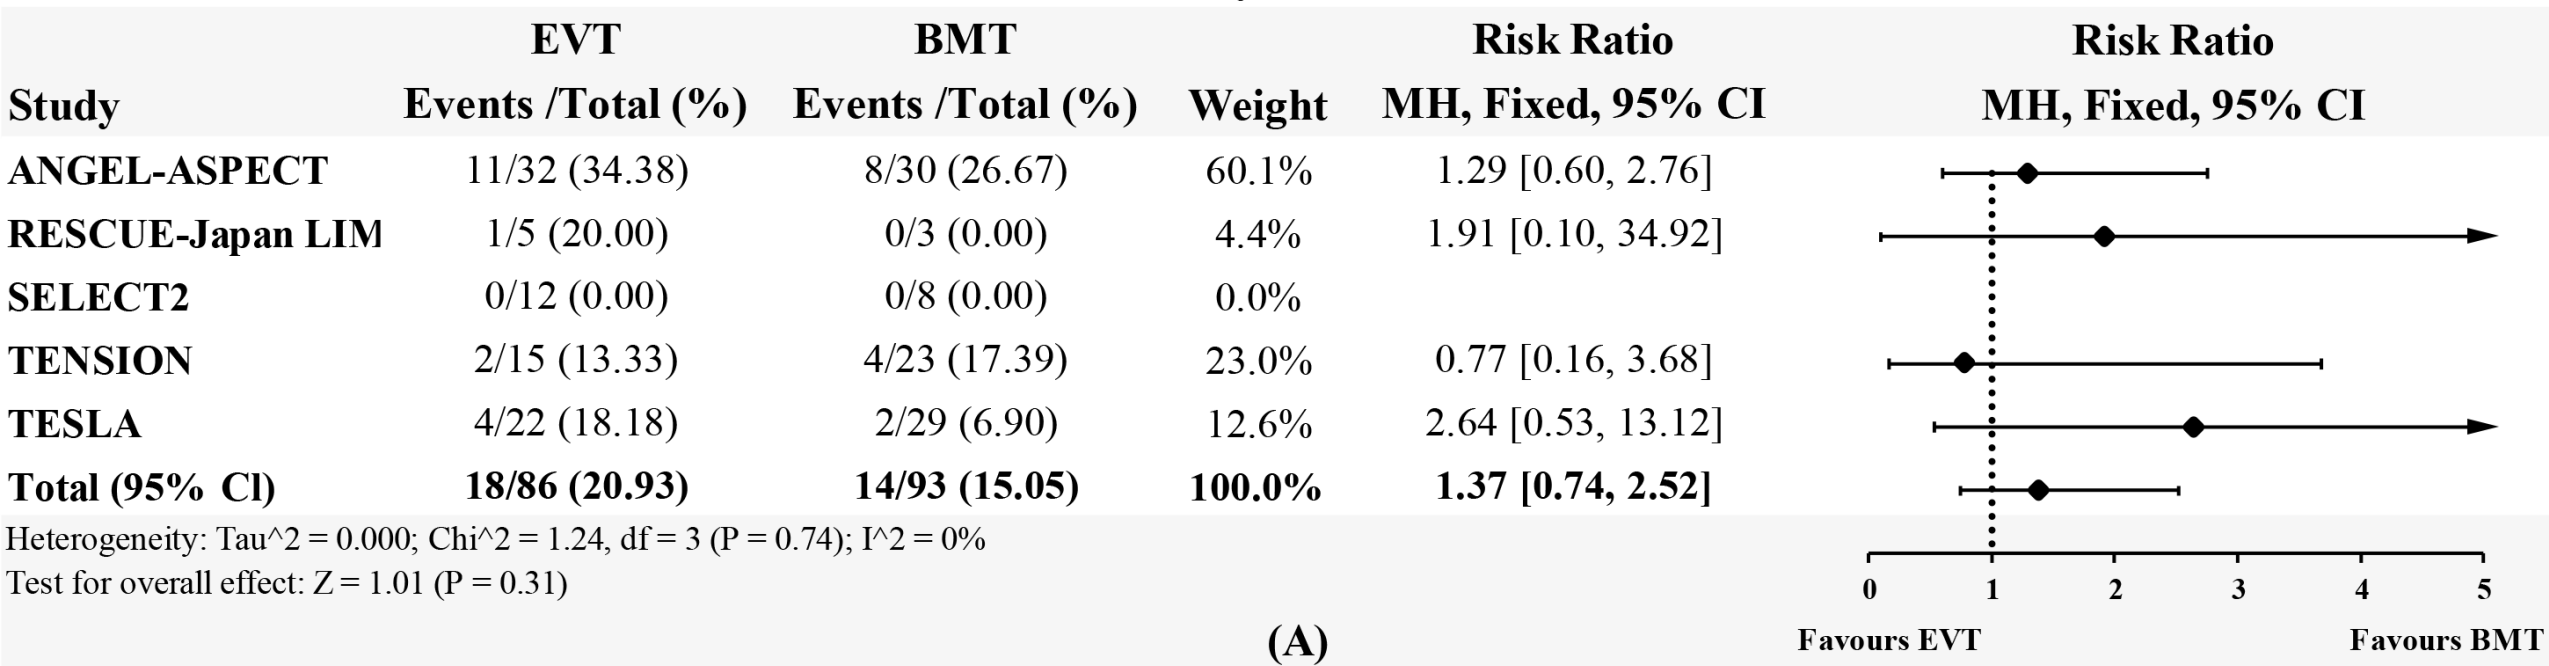 EVT BMT Risk Ratio Risk Ratio
Study Events /Total (%) Events /Total (%) Weight MH, Fixed, 95% CI MH, Fixed, 95% CI
ANGEL-ASPECT 11/32 (34.38) 8/30 (26.67) 60.1% 1.29 [0.60, 2.76]
RESCUE-Japan LIM 1/5 (20.00) 0/3 (0.00) 4.4% 1.91 [0.10, 34.92]
SELECT2 0/12 (0.00) 0/8 (0.00) 0.0%
TENSION 2/15 (13.33) 4/23 (17.39) 23.0% 0.77 [0.16, 3.68]
TESLA 4/22 (18.18) 2/29 (6.90) 12.6% 2.64 [0.53, 13.12]
Total (95% Cl) 18/86 (20.93) 14/93 (15.05) 100.0% 1.37 [0.74, 2.52]
Heterogeneity: Tau^2 = 0.000; Chi^2 = 1.24, df = 3 (P = 0.74); I^2 = 0%
Test for overall effect: Z = 1.01 (P = 0.31)
0 1 2 3 4 5
Favours EVT Favours BMT
(A)